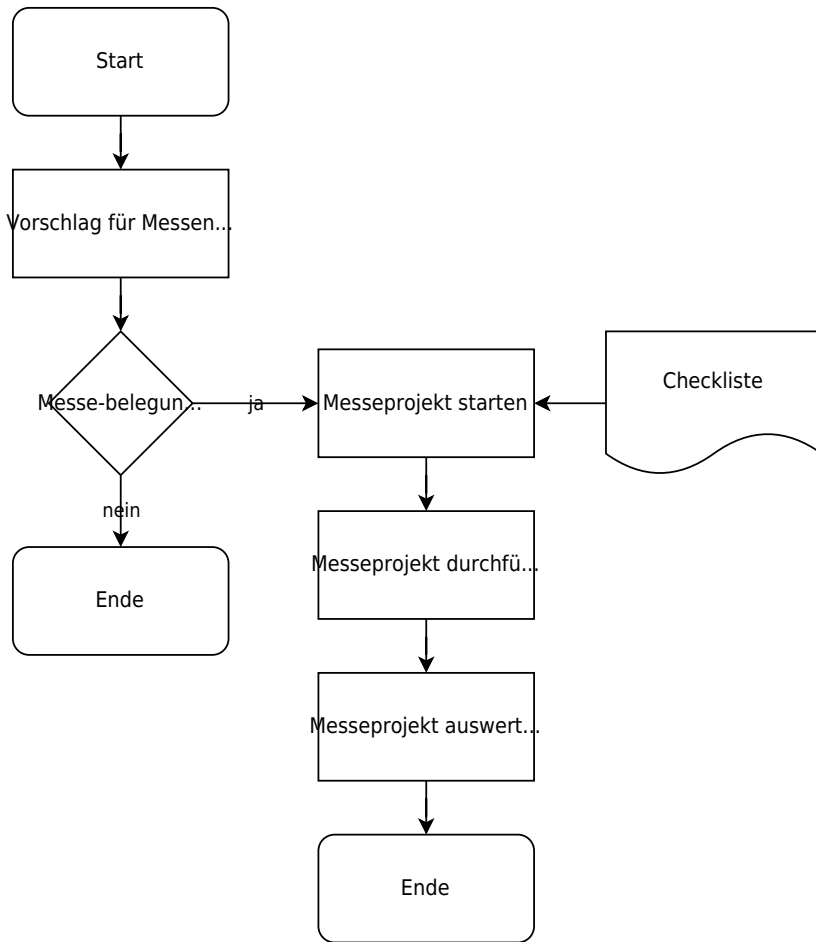 Start
Vorschlag für Messen...
Messe-belegun...
ja
Messeprojekt starten
Checkliste
nein
Messeprojekt durchfü...
Ende
Messeprojekt auswert...
Ende